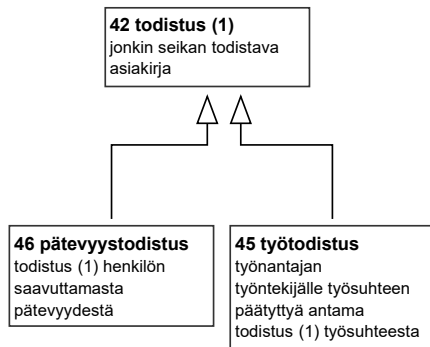 42 todistus (1)
jonkin seikan todistava
asiakirja
46 pätevyystodistus
todistus (1) henkilön
saavuttamasta
pätevyydestä
45 työtodistus
työnantajan
työntekijälle työsuhteen
päätyttyä antama
todistus (1) työsuhteesta